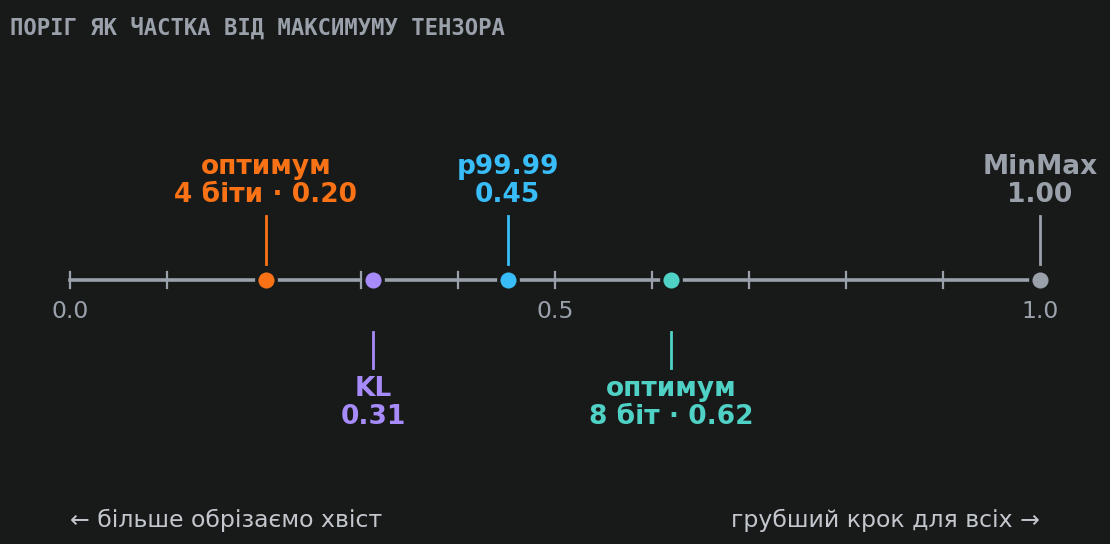 ПОРІГ ЯК ЧАСТКА ВІД МАКСИМУМУ ТЕНЗОРА
оптимум
4 біти · 0.20
p99.99
0.45
MinMax
1.00
0.0
0.5
1.0
KL
0.31
оптимум
8 біт · 0.62
← більше обрізаємо хвіст
грубший крок для всіх →